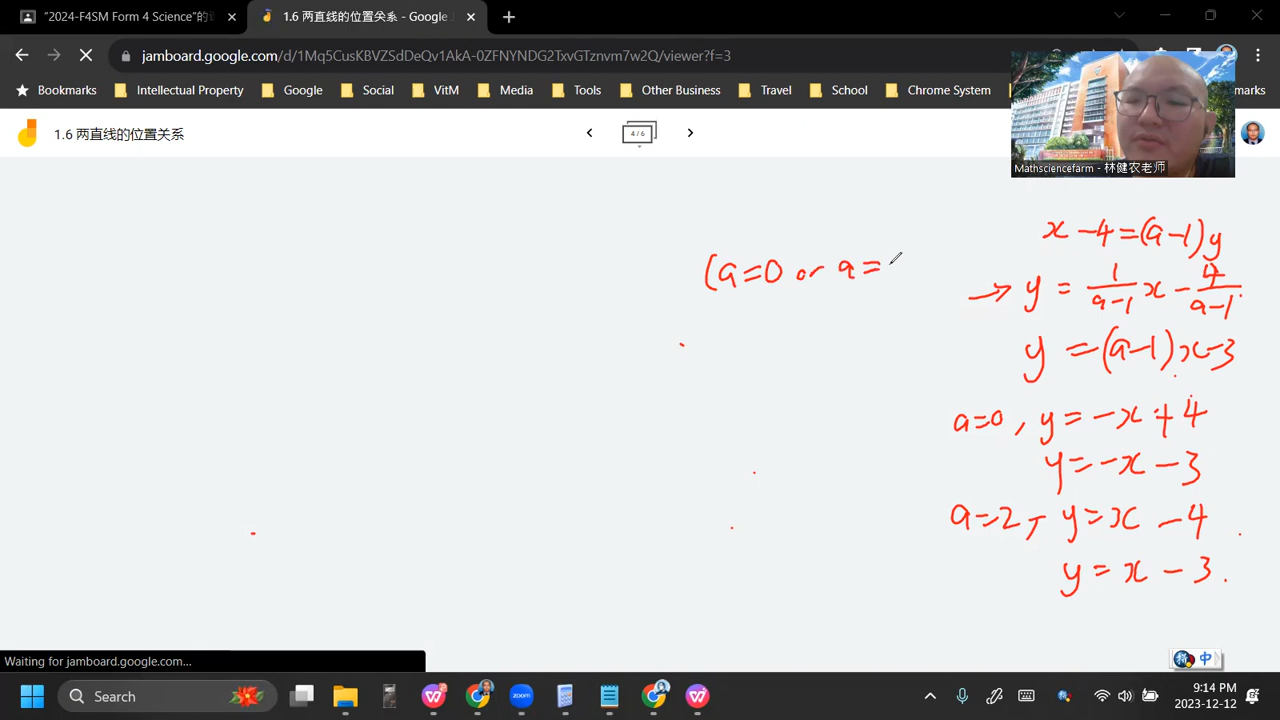 "2024-F4SM Form 4 Science"的
1.6 两直线的位置关系 - Google
jamboard.google.com/d/1Mq5CusKBVZSdDeQy1AkA-0ZFNYNDG2TxvGTznvm7w2Q/viewer?f=3
Bookmarks Intellectual Property Google Social VitM Media Tools Other Business Travel School Chrome System
1.6 两直线的位置关系
4 / 6
Mathsciencefarm - 林健农老师
x - 4 = (a-1)y
(a=0 or a=
→ y = \frac{1}{a-1}x - \frac{4}{a-1}.
y = (a-1)x - 3
a=0, y = -x + 4
y = -x - 3
a=2, y = x - 4
y = x - 3.
Waiting for jamboard.google.com...
中
Search
9:14 PM
2023-12-12